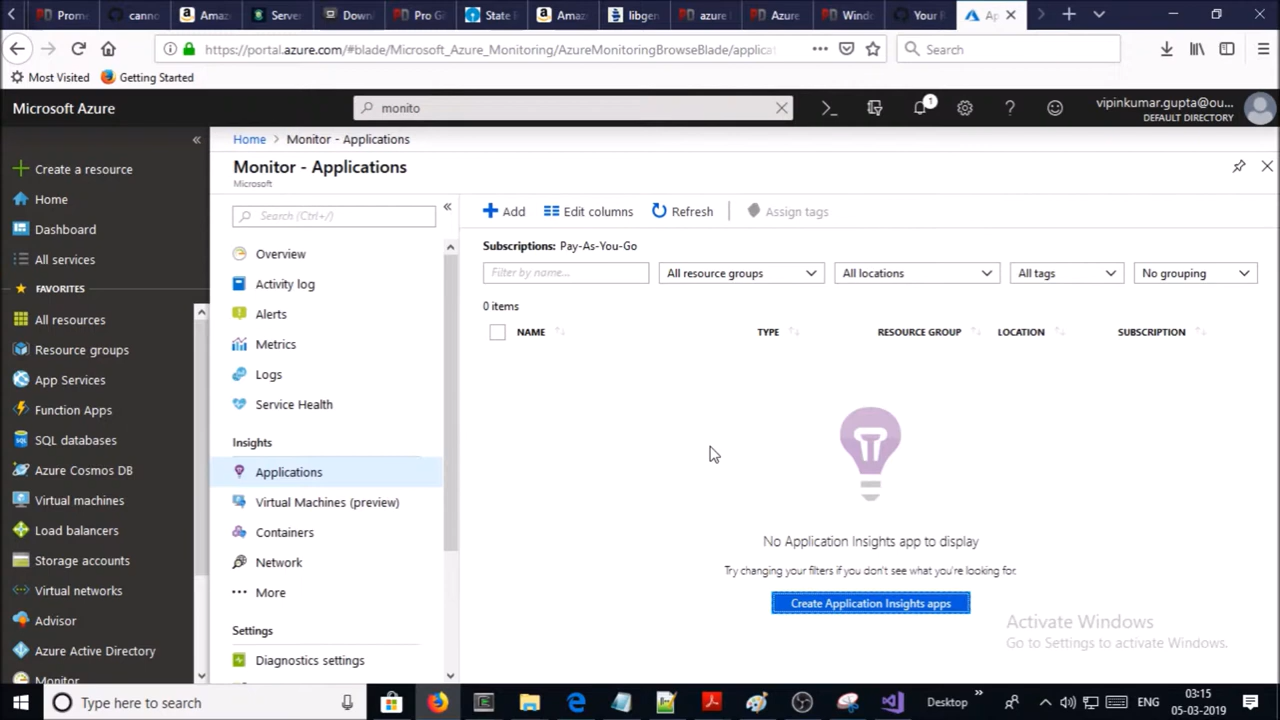 Prome
canno
Amaz
Server
Down
Pro Gi
State F
Amaz
libgen
azure
Azure
Windo
Your B
Ap
https://portal.azure.com/#blade/Microsoft_Azure_Monitoring/AzureMonitoringBrowseBlade/applica
Search
Most Visited
Getting Started
Microsoft Azure
monito
1
vipinkumar.gupta@ou...
DEFAULT DIRECTORY
Create a resource
Home
Dashboard
All services
FAVORITES
All resources
Resource groups
App Services
Function Apps
SQL databases
Azure Cosmos DB
Virtual machines
Load balancers
Storage accounts
Virtual networks
Advisor
Azure Active Directory
Monitor
Home > Monitor - Applications
Monitor - Applications
Microsoft
Search (Ctrl+/)
Overview
Activity log
Alerts
Metrics
Logs
Service Health
Insights
Applications
Virtual Machines (preview)
Containers
Network
More
Settings
Diagnostics settings
Add
Edit columns
Refresh
Assign tags
Subscriptions: Pay-As-You-Go
Filter by name...
All resource groups
All locations
All tags
No grouping
0 items
NAME
TYPE
RESOURCE GROUP
LOCATION
SUBSCRIPTION
No Application Insights app to display
Try changing your filters if you don't see what you're looking for.
Create Application Insights apps
Activate Windows
Go to Settings to activate Windows.
Type here to search
Desktop
ENG
03:15
05-03-2019